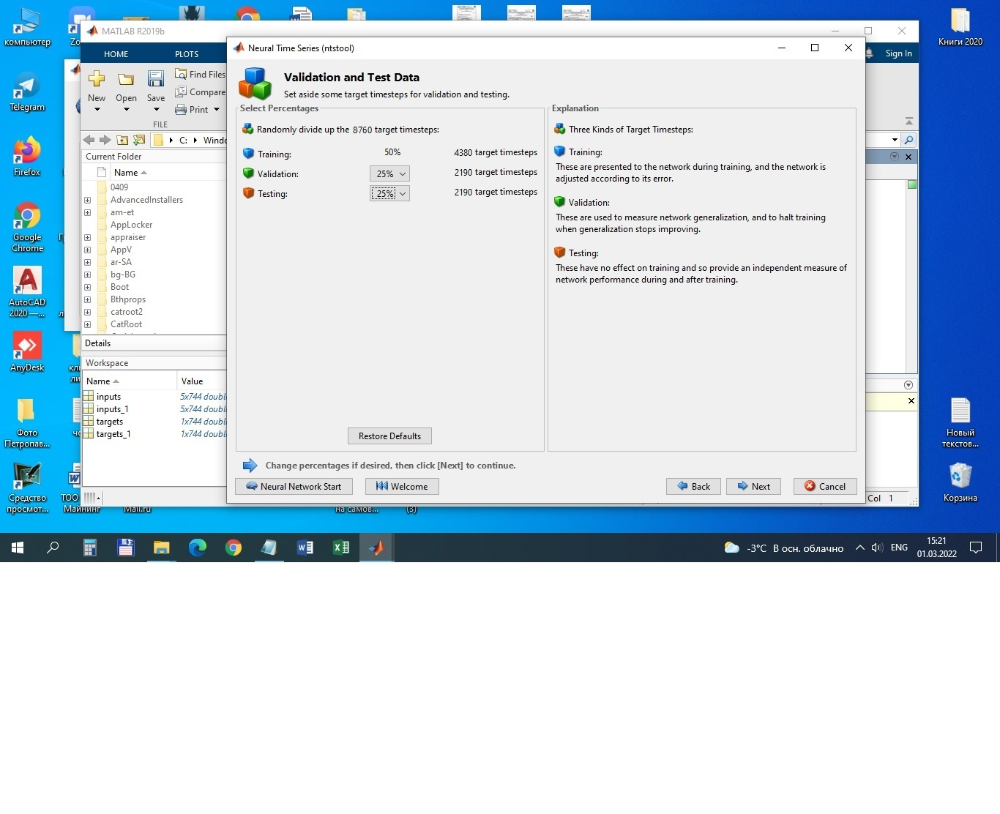 компьютер
Zo
MATLAB R2019b
Книги 2020
HOME
PLOTS
Sign In
New
Open
Save
Find Files
Compare
Print
FILE
C:
Current Folder
Name
0409
AdvancedInstallers
am-et
AppLocker
appraiser
AppV
ar-SA
bg-BG
Boot
Bthprops
catroot2
CatRoot
Details
Workspace
Name
Value
inputs
5x744 doubl
inputs_1
5x744 doubl
targets
1x744 doubl
targets_1
1x744 doubl
Neural Time Series (ntstool)
Validation and Test Data
Set aside some target timesteps for validation and testing.
Select Percentages
Randomly divide up the 8760 target timesteps:
Training:
50%
4380 target timesteps
Validation:
25%
2190 target timesteps
Testing:
25%
2190 target timesteps
Restore Defaults
Explanation
Three Kinds of Target Timesteps:
Training:
These are presented to the network during training, and the network is
adjusted according to its error.
Validation:
These are used to measure network generalization, and to halt training
when generalization stops improving.
Testing:
These have no effect on training and so provide an independent measure of
network performance during and after training.
Change percentages if desired, then click [Next] to continue.
Neural Network Start
Welcome
Back
Next
Cancel
Col 1
Telegram
Firefox
Google
Chrome
AutoCAD
2020 —...
AnyDesk
Фото
Петропав...
Средство
просмот...
ТОО
Майнинг
Mail.ru
на самов...
(3)
Новый
текстов...
Корзина
-3°C В осн. облачно
ENG
15:21
01.03.2022